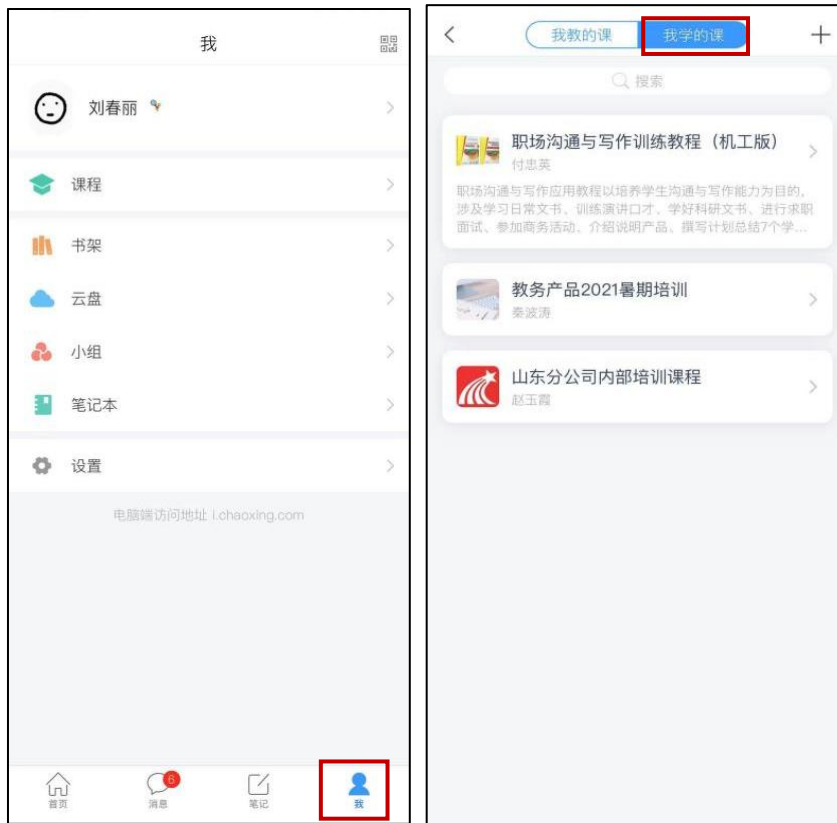 我
刘春丽
课程
书架
云盘
小组
笔记本
设置
电脑端访问地址 i.chaoxing.com
首页
6
消息
笔记
我
我教的课
我学的课
搜索
职场沟通与写作训练教程（机工版）
付忠英
职场沟通与写作应用教程以培养学生沟通与写作能力为目的，
涉及学习日常文书、训练演讲口才、学好科研文书、进行求职
面试、参加商务活动、介绍说明产品、撰写计划总结7个学...
教务产品2021暑期培训
秦波涛
山东分公司内部培训课程
赵玉霞